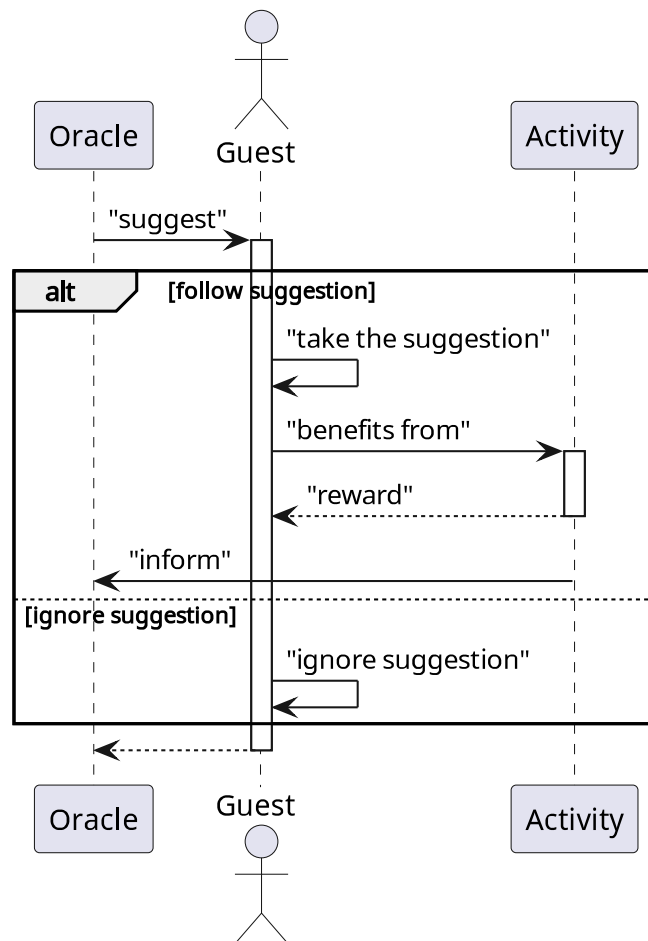 Guest
Oracle
Activity
"suggest"
alt
[follow suggestion]
"take the suggestion"
"benefits from"
"reward"
"inform"
[ignore suggestion]
"ignore suggestion"
Oracle
Guest
Activity